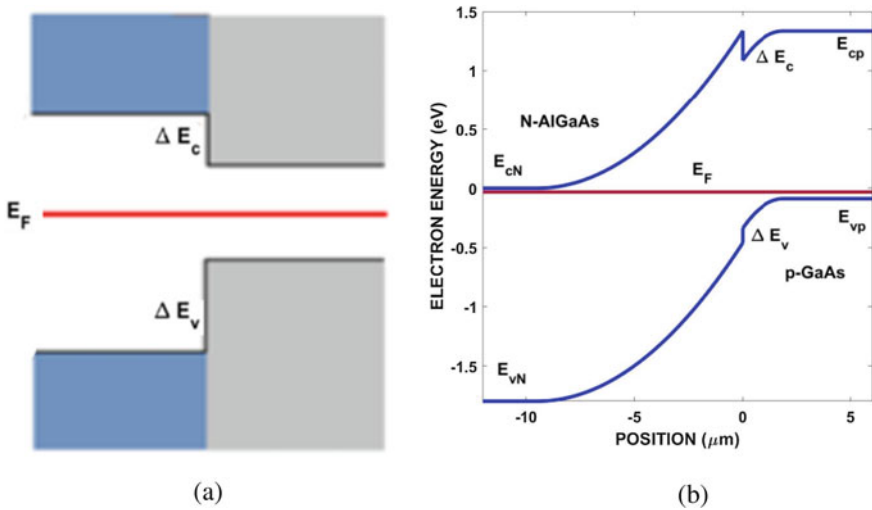 Δ E_c
E_F
Δ E_v
(a)
ELECTRON ENERGY (eV)
1.5
1
0.5
0
-0.5
-1
-1.5
N-AlGaAs
E_cN
Δ E_c
E_cp
E_F
E_vp
Δ E_v
p-GaAs
E_vN
-10
-5
0
5
POSITION (μm)
(b)